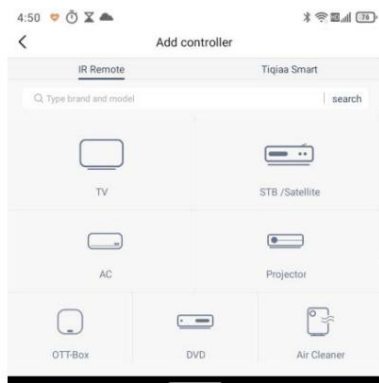 4:50 76
Add controller
IR Remote Tiqiaa Smart
Type brand and model search
TV STB /Satellite
AC Projector
OTT-Box DVD Air Cleaner